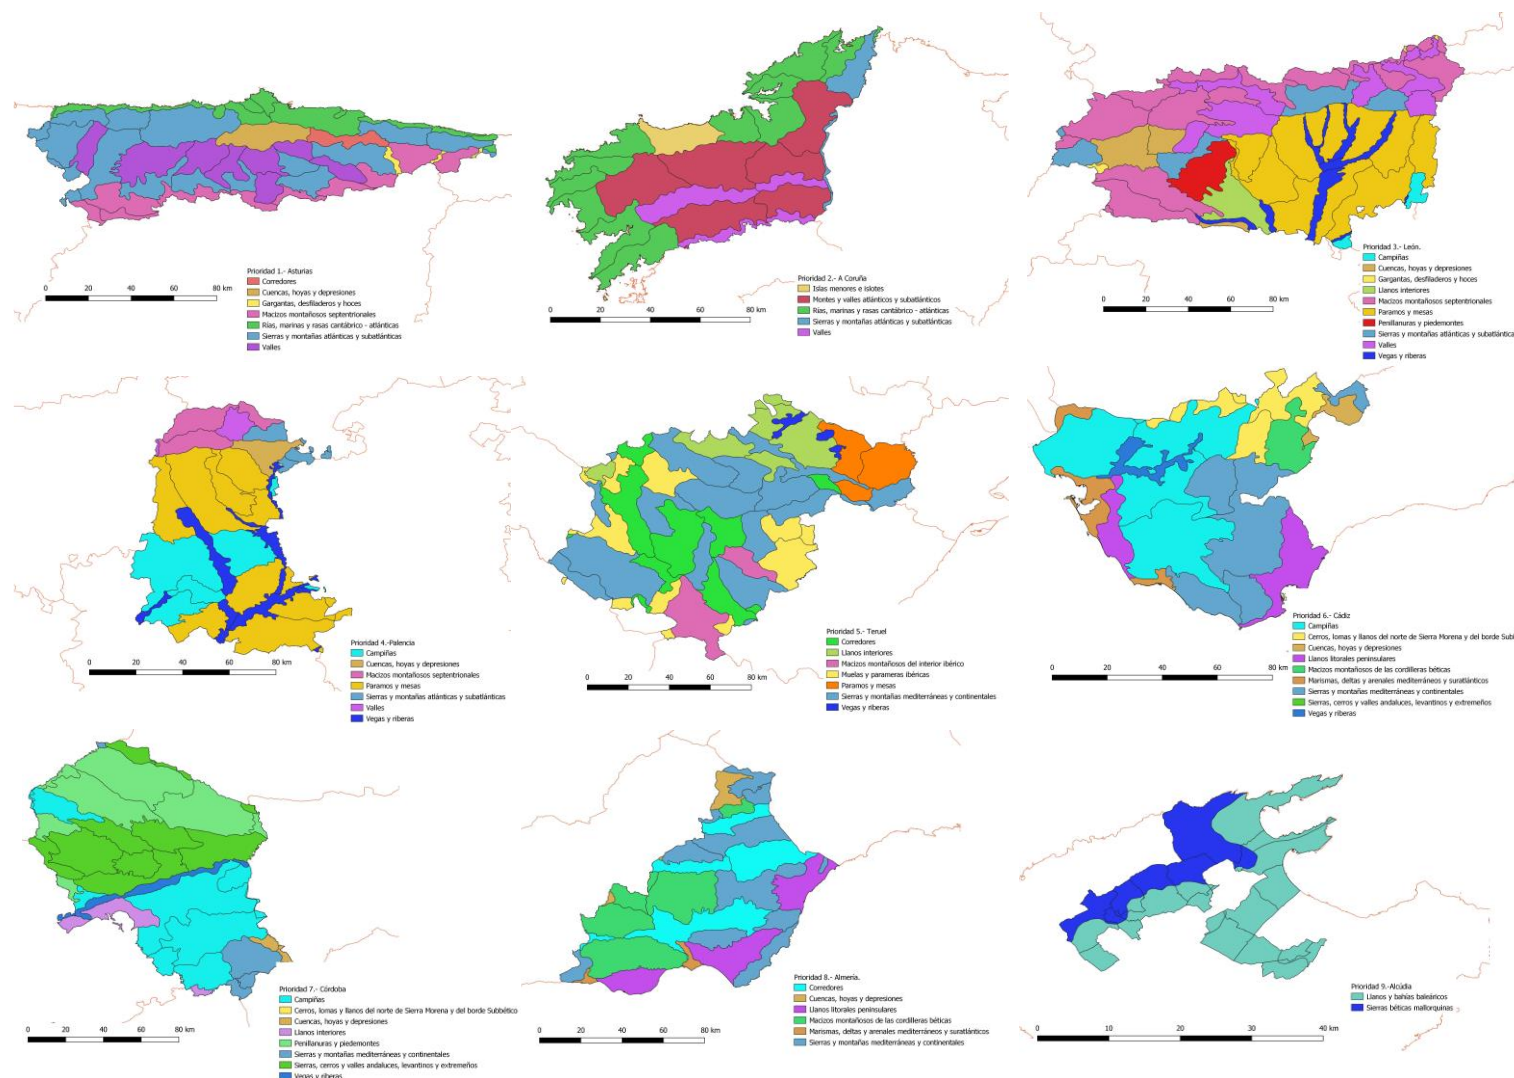 Prioridad 1.- Asturias
Corredores
Cuencas, hoyas y depresiones
Gargantas, desfiladeros y hoces
Macizos montañosos septentrionales
Rías, marinas y rasas cantábrico - atlánticas
Sierras y montañas atlánticas y subatlánticas
Valles
0 20 40 60 80 km
Prioridad 2.- A Coruña
Islas menores e islotes
Montes y valles atlánticos y subatlánticos
Rías, marinas y rasas cantábrico - atlánticas
Sierras y montañas atlánticas y subatlánticas
Valles
0 20 40 60 80 km
Prioridad 3.- León.
Campiñas
Cuencas, hoyas y depresiones
Gargantas, desfiladeros y hoces
Llanos interiores
Macizos montañosos septentrionales
Paramos y mesas
Penillanuras y piedemontes
Sierras y montañas atlánticas y subatlántica
Valles
Vegas y riberas
0 20 40 60 80 km
Prioridad 4.-Palencia
Campiñas
Cuencas, hoyas y depresiones
Macizos montañosos septentrionales
Paramos y mesas
Sierras y montañas atlánticas y subatlánticas
Valles
Vegas y riberas
0 20 40 60 80 km
Prioridad 5.- Teruel
Corredores
Llanos interiores
Macizos montañosos del interior ibérico
Muelas y parameras ibéricas
Paramos y mesas
Sierras y montañas mediterráneas y continentales
Vegas y riberas
0 20 40 60 80 km
Prioridad 6.- Cádiz
Campiñas
Cerros, lomas y llanos del norte de Sierra Morena y del borde Subb
Cuencas, hoyas y depresiones
Llanos litorales peninsulares
Macizos montañosos de las cordilleras béticas
Marismas, deltas y arenales mediterráneos y suratlánticos
Sierras y montañas mediterráneas y continentales
Sierras, cerros y valles andaluces, levantinos y extremeños
Vegas y riberas
0 20 40 60 80 km
Prioridad 7.- Córdoba
Campiñas
Cerros, lomas y llanos del norte de Sierra Morena y del borde Subbético
Cuencas, hoyas y depresiones
Llanos interiores
Penillanuras y piedemontes
Sierras y montañas mediterráneas y continentales
Sierras, cerros y valles andaluces, levantinos y extremeños
Vegas y riberas
0 20 40 60 80 km
Prioridad 8.- Almería.
Corredores
Cuencas, hoyas y depresiones
Llanos litorales peninsulares
Macizos montañosos de las cordilleras béticas
Marismas, deltas y arenales mediterráneos y suratlánticos
Sierras y montañas mediterráneas y continentales
0 20 40 60 80 km
Prioridad 9.-Alcúdia
Llanos y bahías baleáricos
Sierras béticas mallorquinas
0 10 20 30 40 km